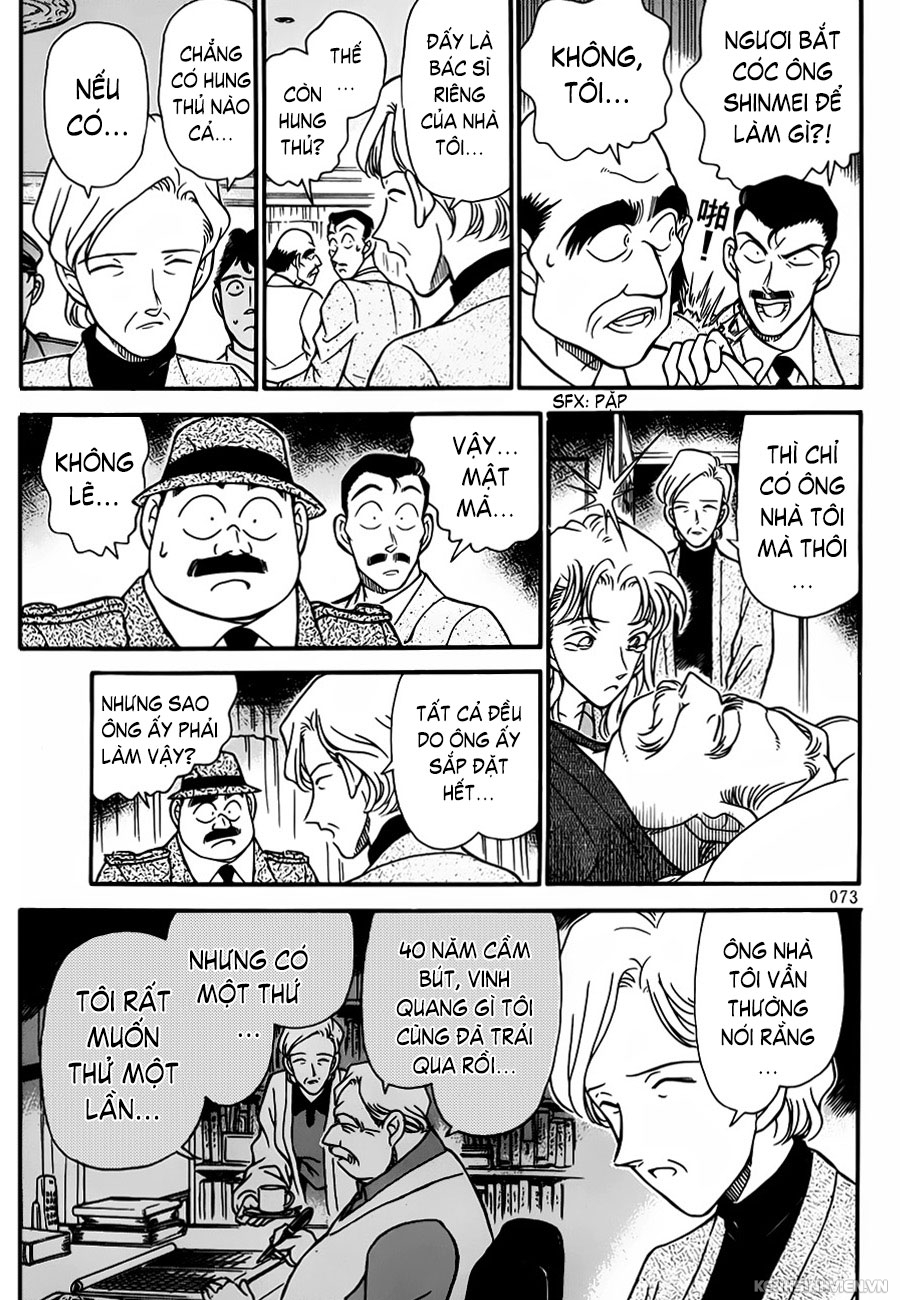 NGƯƠI BẮT
CÓC ÔNG
SHINMEI ĐỂ
LÀM GÌ?!
KHÔNG,
TÔI...
啪!
SFX: PẶP
ĐẤY LÀ
BÁC SĨ
RIÊNG
CỦA NHÀ
TÔI...
THẾ
...
CÒN
HUNG
THỦ?
CHẲNG
CÓ HUNG
THỦ NÀO
CẢ...
NẾU
CÓ...
THÌ CHỈ
CÓ ÔNG
NHÀ TÔI
MÀ THÔI
...
VẬY...
MẬT
MÃ...
KHÔNG
LẼ...
TẤT CẢ ĐỀU
DO ÔNG ẤY
SẮP ĐẶT
HẾT...
NHƯNG SAO
ÔNG ẤY PHẢI
LÀM VẬY?
073
ÔNG NHÀ
TÔI VẪN
THƯỜNG
NÓI RẰNG
...
40 NĂM CẦM
BÚT, VINH
QUANG GÌ TÔI
CŨNG ĐÃ TRẢI
QUA RỒI...
NHƯNG CÓ
MỘT THỨ
...
TÔI RẤT
MUỐN
THỬ MỘT
LẦN...